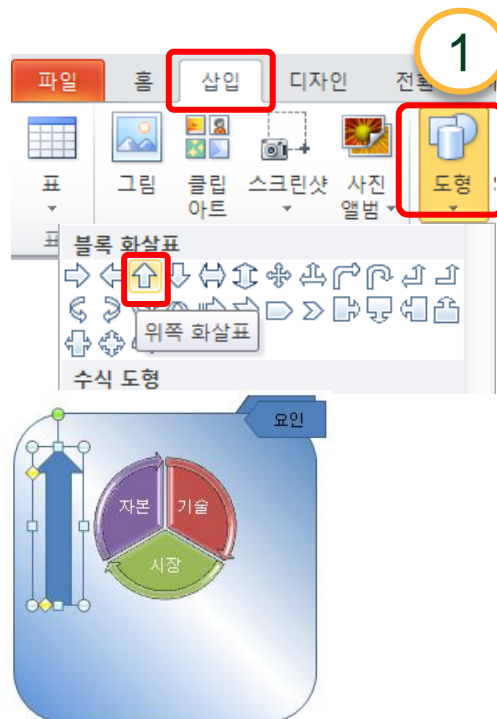 1
파일 홈 삽입 디자인 전환
표 그림 클립 아트 스크린샷 사진 앨범 도형
블록 화살표
위쪽 화살표
수식 도형
요인
자본 기술
시장